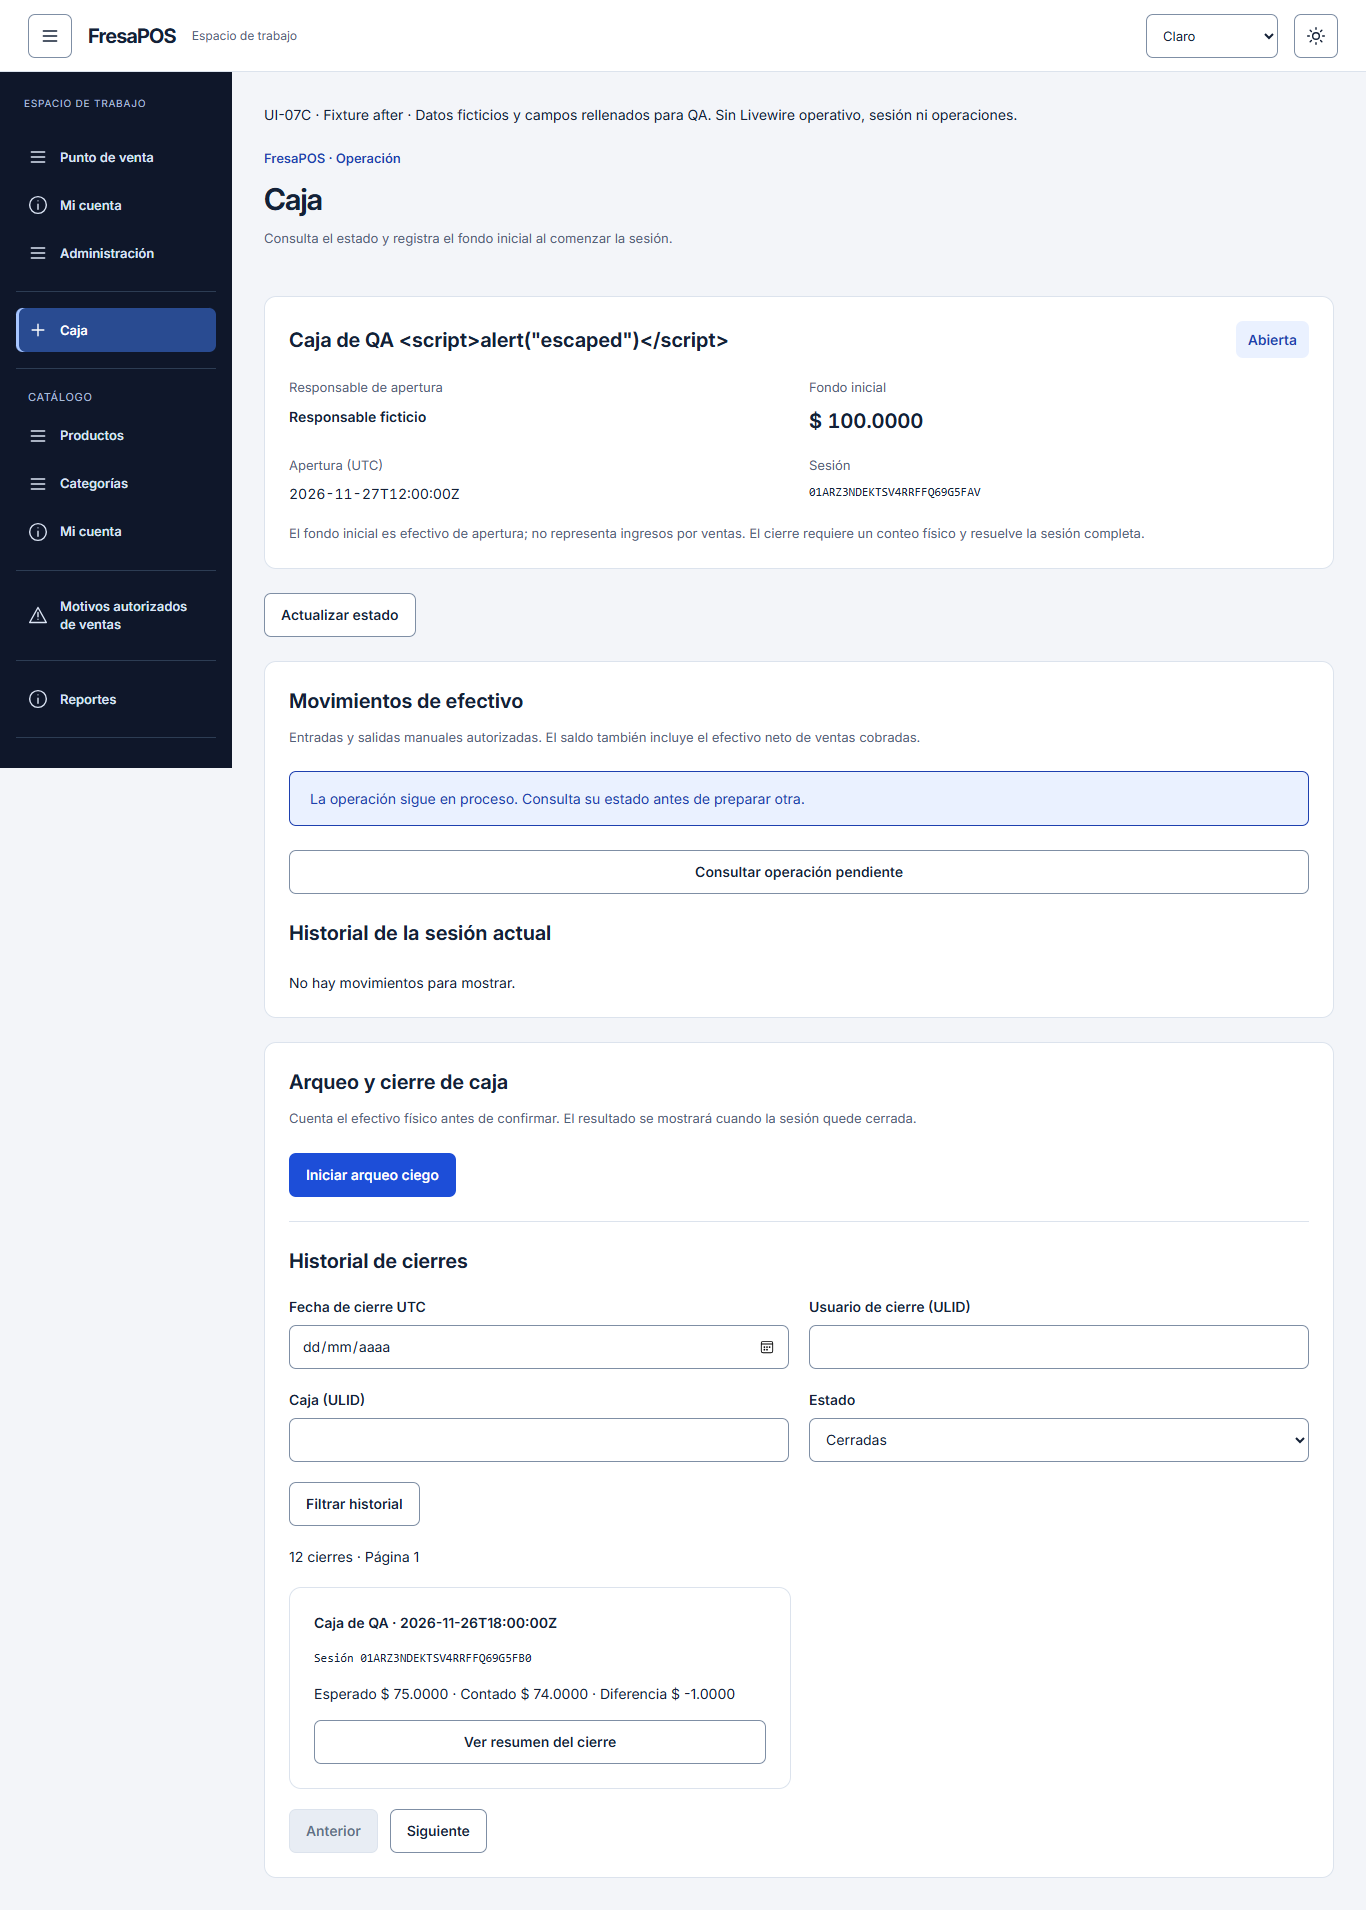 FresaPOS
Espacio de trabajo
Claro
ESPACIO DE TRABAJO
Punto de venta
Mi cuenta
Administración
Caja
CATÁLOGO
Productos
Categorías
Mi cuenta
Motivos autorizados
de ventas
Reportes
UI-07C · Fixture after · Datos ficticios y campos rellenados para QA. Sin Livewire operativo, sesión ni operaciones.
FresaPOS · Operación
Caja
Consulta el estado y registra el fondo inicial al comenzar la sesión.
Caja de QA <script>alert("escaped")</script>
Abierta
Responsable de apertura
Responsable ficticio
Fondo inicial
$ 100.0000
Apertura (UTC)
2026-11-27T12:00:00Z
Sesión
01ARZ3NDEKTSV4RRFFQ69G5FAV
El fondo inicial es efectivo de apertura; no representa ingresos por ventas. El cierre requiere un conteo físico y resuelve la sesión completa.
Actualizar estado
Movimientos de efectivo
Entradas y salidas manuales autorizadas. El saldo también incluye el efectivo neto de ventas cobradas.
La operación sigue en proceso. Consulta su estado antes de preparar otra.
Consultar operación pendiente
Historial de la sesión actual
No hay movimientos para mostrar.
Arqueo y cierre de caja
Cuenta el efectivo físico antes de confirmar. El resultado se mostrará cuando la sesión quede cerrada.
Iniciar arqueo ciego
Historial de cierres
Fecha de cierre UTC
dd/mm/aaaa
Usuario de cierre (ULID)
Caja (ULID)
Estado
Cerradas
Filtrar historial
12 cierres · Página 1
Caja de QA · 2026-11-26T18:00:00Z
Sesión 01ARZ3NDEKTSV4RRFFQ69G5FB0
Esperado $ 75.0000 · Contado $ 74.0000 · Diferencia $ -1.0000
Ver resumen del cierre
Anterior
Siguiente